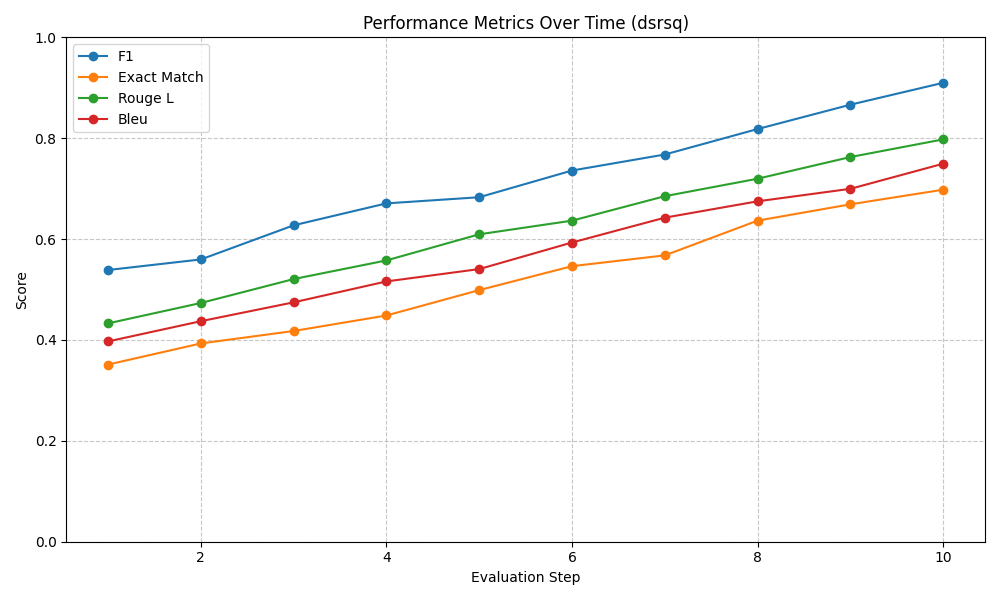 Performance Metrics Over Time (dsrsq)
1.0
0.8
0.6
0.4
0.2
0.0
Score
F1
Exact Match
Rouge L
Bleu
2
4
6
8
10
Evaluation Step